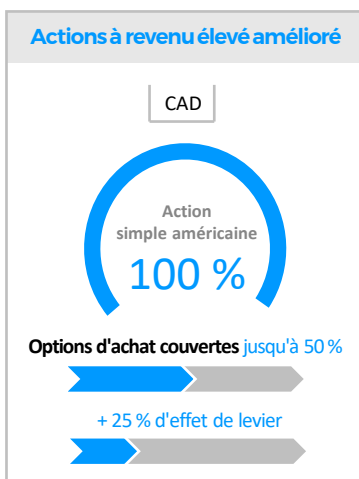 Actions à revenu élevé amélioré
CAD
Action
simple américaine
100 %
Options d'achat couvertes jusqu'à 50 %
+ 25 % d'effet de levier